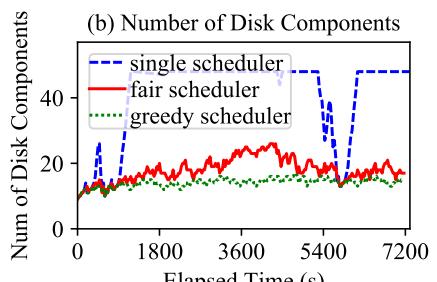 (b) Number of Disk Components
Num of Disk Components
single scheduler
fair scheduler
greedy scheduler
40
20
0
0 1800 3600 5400 7200
Elapsed Time (s)